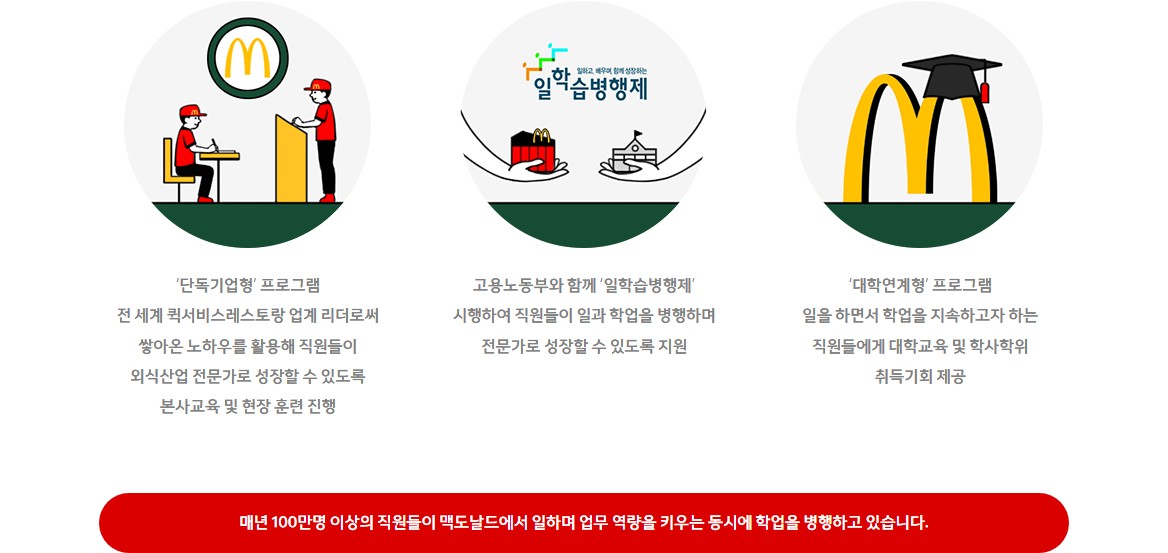 일하고, 배우며, 함께 성장하는
일학습병행제
‘단독기업형’ 프로그램
전 세계 퀵서비스레스토랑 업계 리더로써
쌓아온 노하우를 활용해 직원들이
외식산업 전문가로 성장할 수 있도록
본사교육 및 현장 훈련 진행
고용노동부와 함께 ‘일학습병행제’
시행하여 직원들이 일과 학업을 병행하며
전문가로 성장할 수 있도록 지원
‘대학연계형’ 프로그램
일을 하면서 학업을 지속하고자 하는
직원들에게 대학교육 및 학사학위
취득기회 제공
매년 100만명 이상의 직원들이 맥도날드에서 일하며 업무 역량을 키우는 동시에 학업을 병행하고 있습니다.